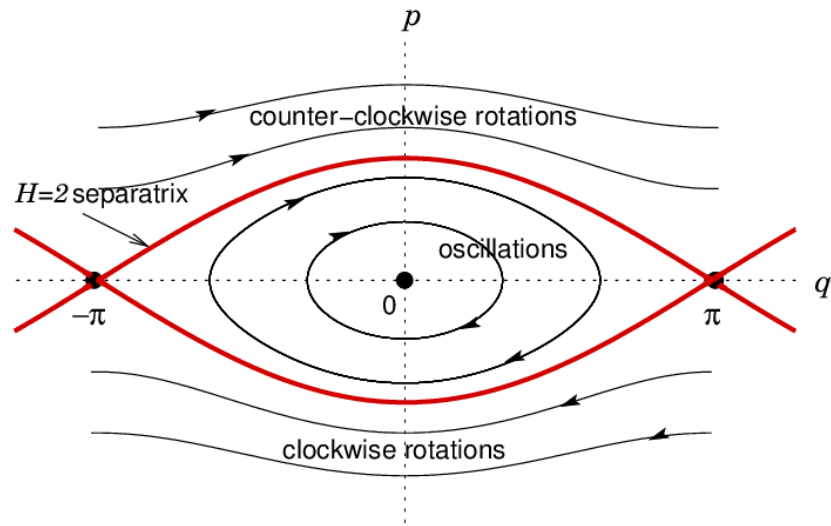 p
counter–clockwise rotations
H=2 separatrix
oscillations
0
q
–π
π
clockwise rotations